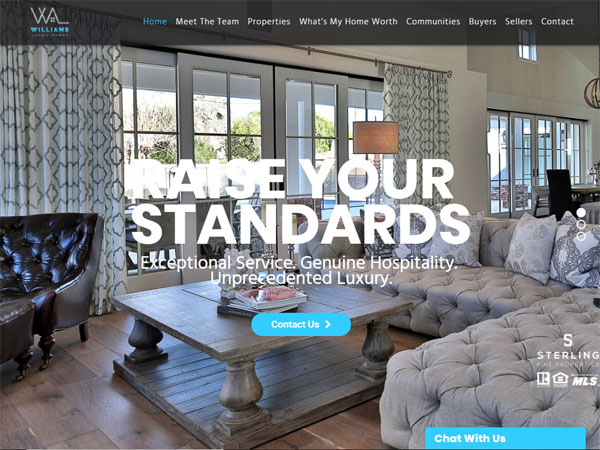 WILLIAMS
Luxury Homes
Home Meet The Team Properties What's My Home Worth Communities Buyers Sellers Contact
RAISE YOUR
STANDARDS
Exceptional Service. Genuine Hospitality.
Unprecedented Luxury.
Contact Us
S
STERLING
FINE PROPERTIES
R MLS
Chat With Us